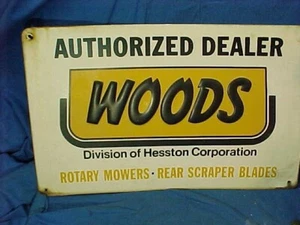 AUTHORIZED DEALER
WOODS
Division of Hesston Corporation
ROTARY MOWERS · REAR SCRAPER BLADES